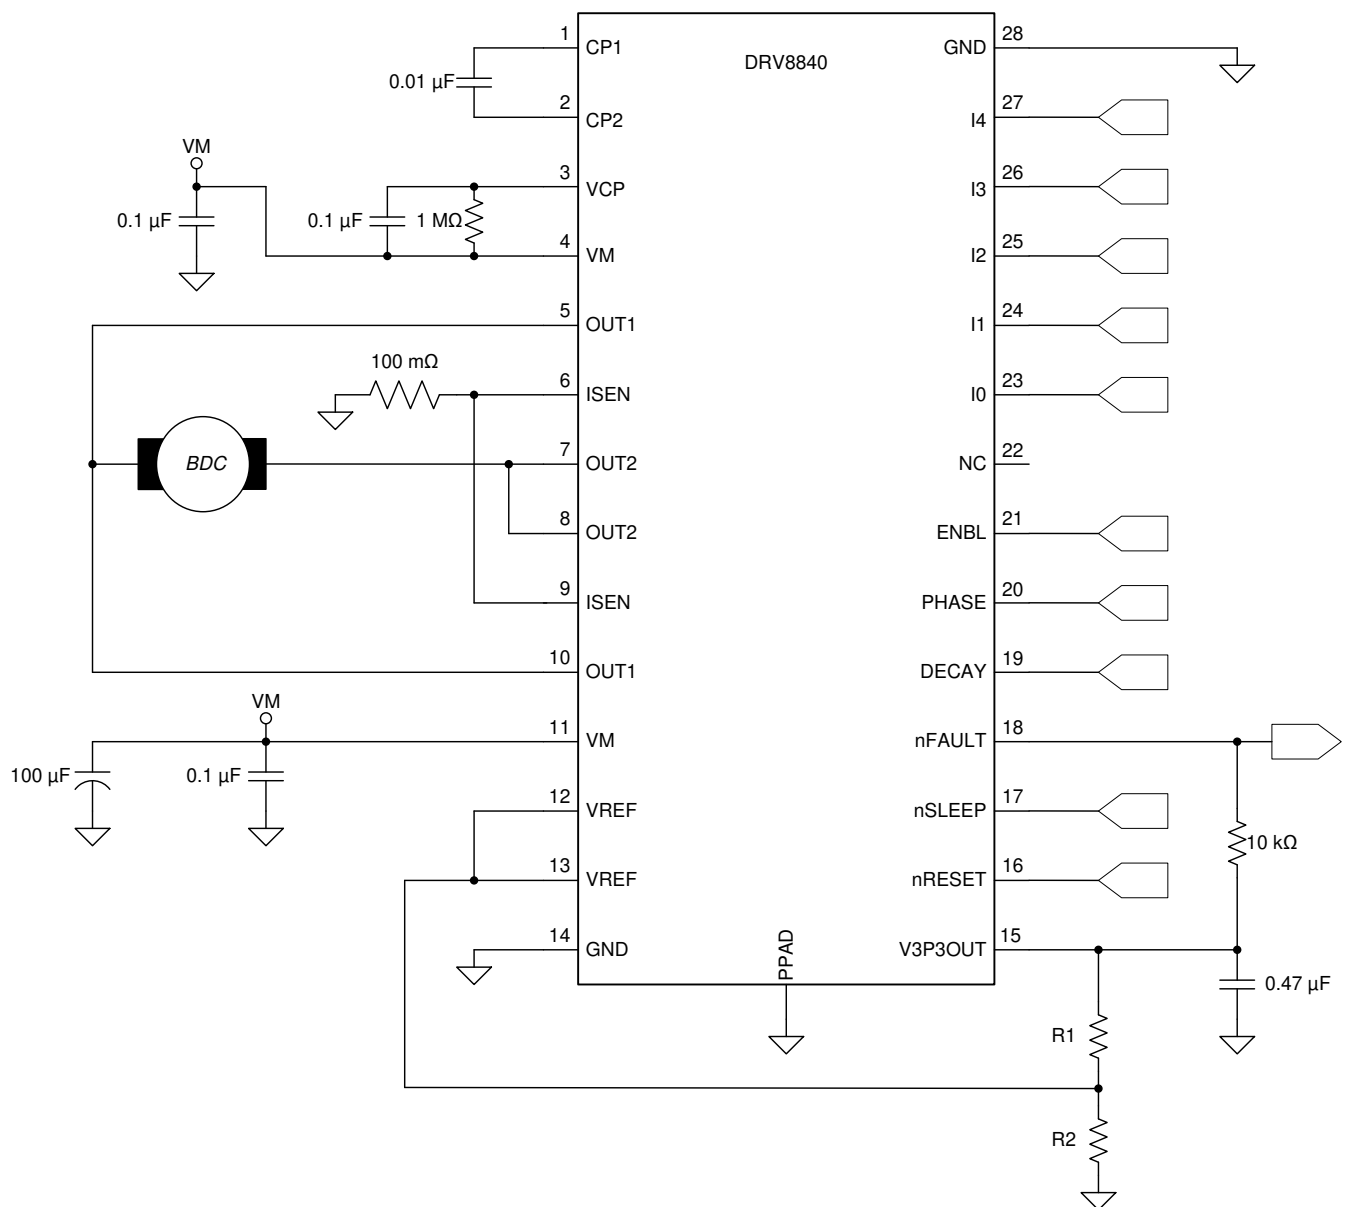 DRV8840
1
CP1
0.01 µF
2
CP2
VM
3
VCP
0.1 µF
0.1 µF
1 MΩ
4
VM
5
OUT1
100 mΩ
6
ISEN
7
OUT2
BDC
8
OUT2
9
ISEN
10
OUT1
VM
11
VM
100 µF
0.1 µF
12
VREF
13
VREF
14
GND
PPAD
GND
28
I4
27
I3
26
I2
25
I1
24
I0
23
NC
22
ENBL
21
PHASE
20
DECAY
19
nFAULT
18
nSLEEP
17
10 kΩ
nRESET
16
V3P3OUT
15
0.47 µF
R1
R2